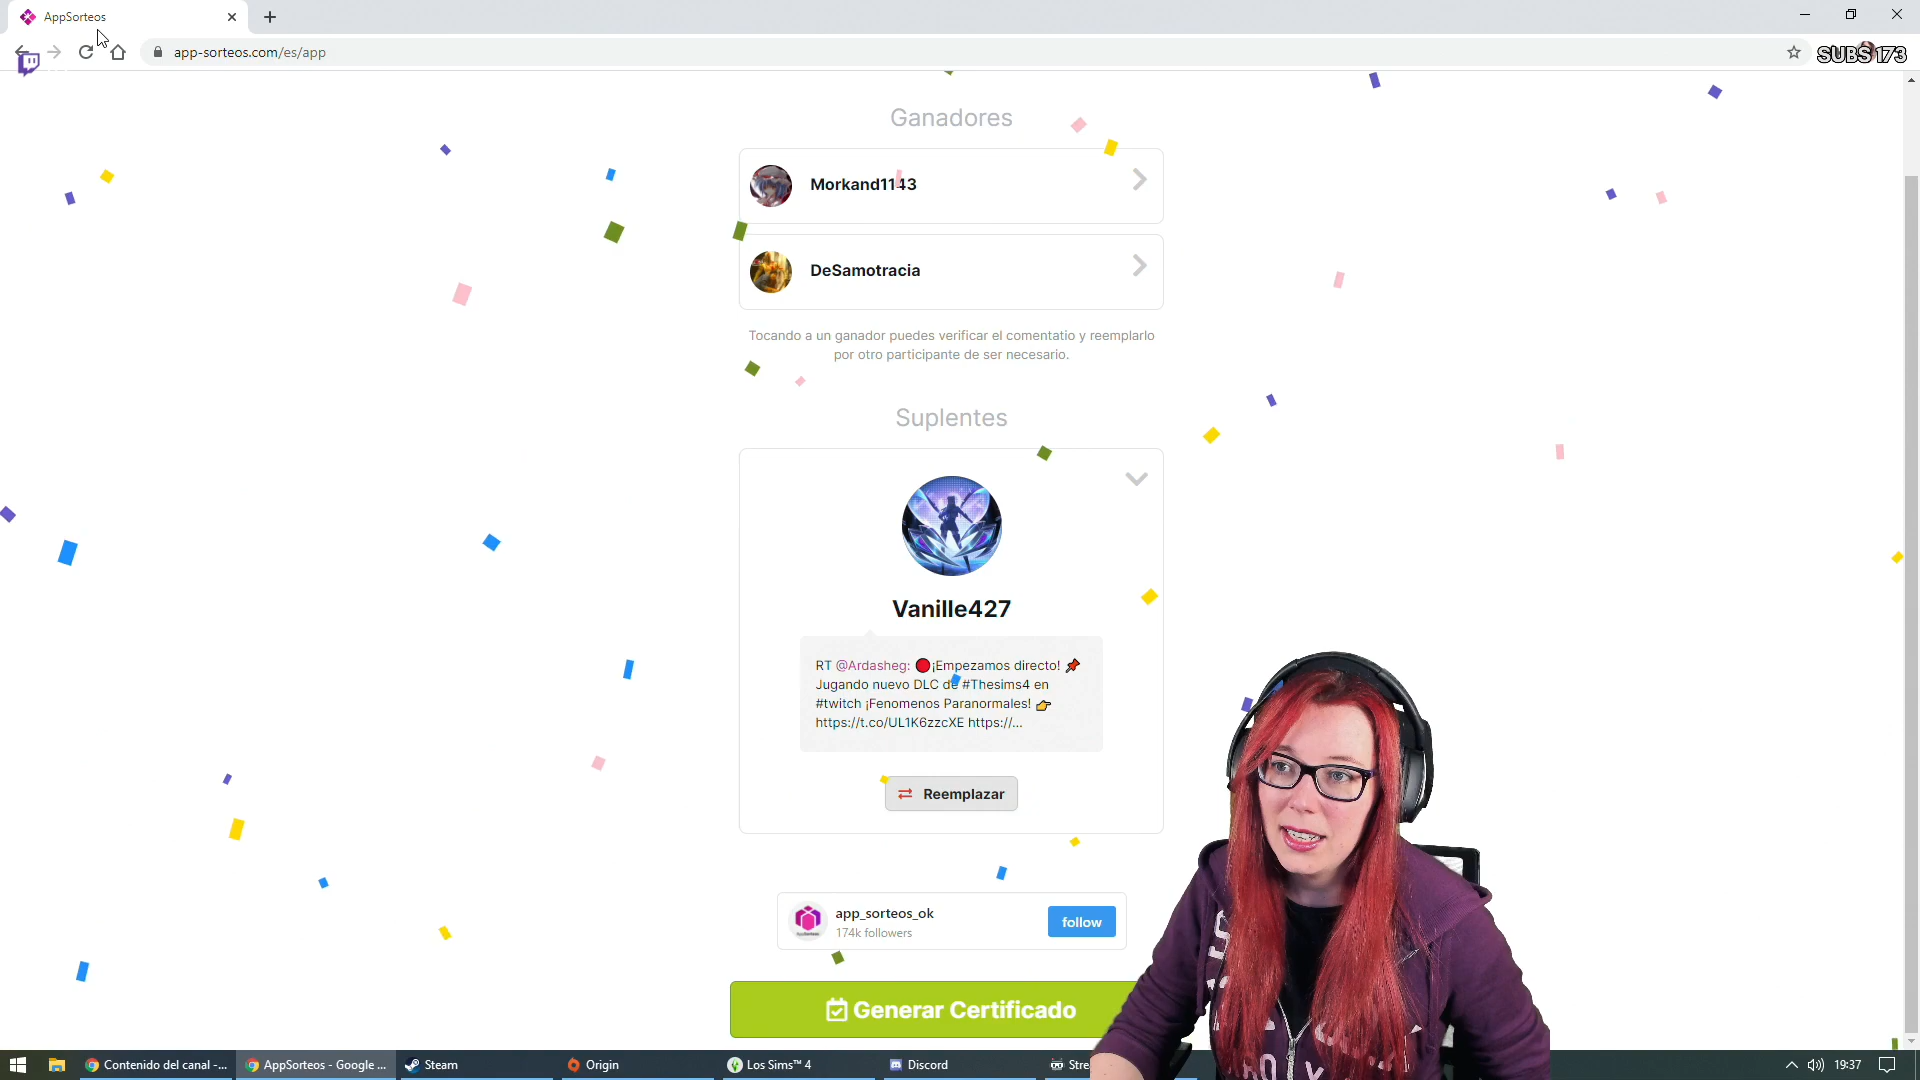 AppSorteos
app-sorteos.com/es/app
SUBS 173
Ganadores
Morkand1143
DeSamotracia
Tocando a un ganador puedes verificar el comentatio y reemplarlo
por otro participante de ser necesario.
Suplentes
Vanille427
RT @Ardasheg: 🔴¡Empezamos directo! 📌
Jugando nuevo DLC de #Thesims4 en
#twitch ¡Fenomenos Paranormales! 👉
https://t.co/UL1K6zzcXE https://...
Reemplazar
app_sorteos_ok
174k followers
follow
Generar Certificado
Contenido del canal -...
AppSorteos - Google ...
Steam
Origin
Los Sims™ 4
Discord
Stre
19:37